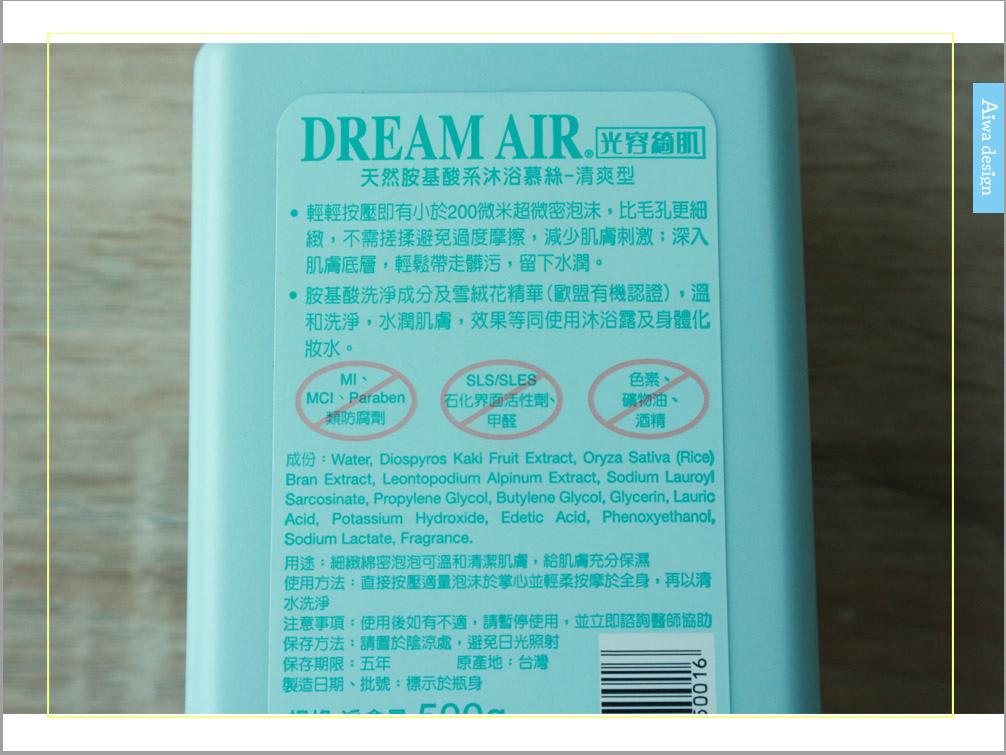 DREAM AIR® 光容綺肌
天然胺基酸系沐浴慕絲-清爽型
• 輕輕按壓即有小於200微米超微密泡沫，比毛孔更細
緻，不需搓揉避免過度摩擦，減少肌膚刺激；深入
肌膚底層，輕鬆帶走髒污，留下水潤。
• 胺基酸洗淨成分及雪絨花精華（歐盟有機認證），溫
和洗淨，水潤肌膚，效果等同使用沐浴露及身體化
妝水。
MI、
MCI、Paraben
類防腐劑
SLS/SLES
石化界面活性劑、
甲醛
色素、
礦物油、
酒精
成份：Water, Diospyros Kaki Fruit Extract, Oryza Sativa (Rice)
Bran Extract, Leontopodium Alpinum Extract, Sodium Lauroyl
Sarcosinate, Propylene Glycol, Butylene Glycol, Glycerin, Lauric
Acid, Potassium Hydroxide, Edetic Acid, Phenoxyethanol,
Sodium Lactate, Fragrance.
用途：細緻綿密泡泡可溫和清潔肌膚，給肌膚充分保濕
使用方法：直接按壓適量泡沫於掌心並輕柔按摩於全身，再以清
水洗淨
注意事項：使用後如有不適，請暫停使用，並立即諮詢醫師協助
保存方法：請置於陰涼處，避免日光照射
保存期限：五年 原產地：台灣
製造日期、批號：標示於瓶身
500g
50016
Aiwa design